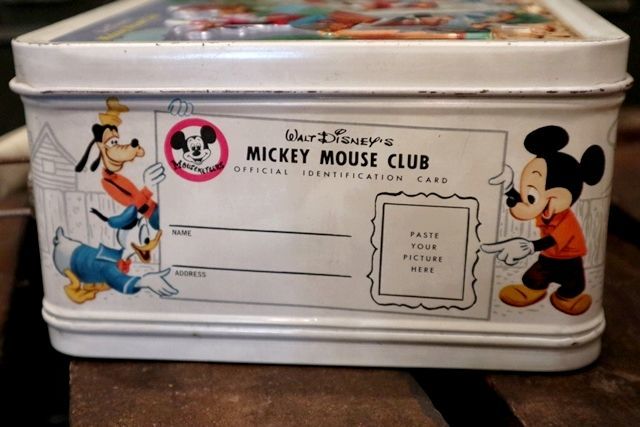 WALT DISNEY'S
MICKEY MOUSE CLUB
OFFICIAL IDENTIFICATION CARD
MOUSEKETEERS
NAME
ADDRESS
PASTE
YOUR
PICTURE
HERE